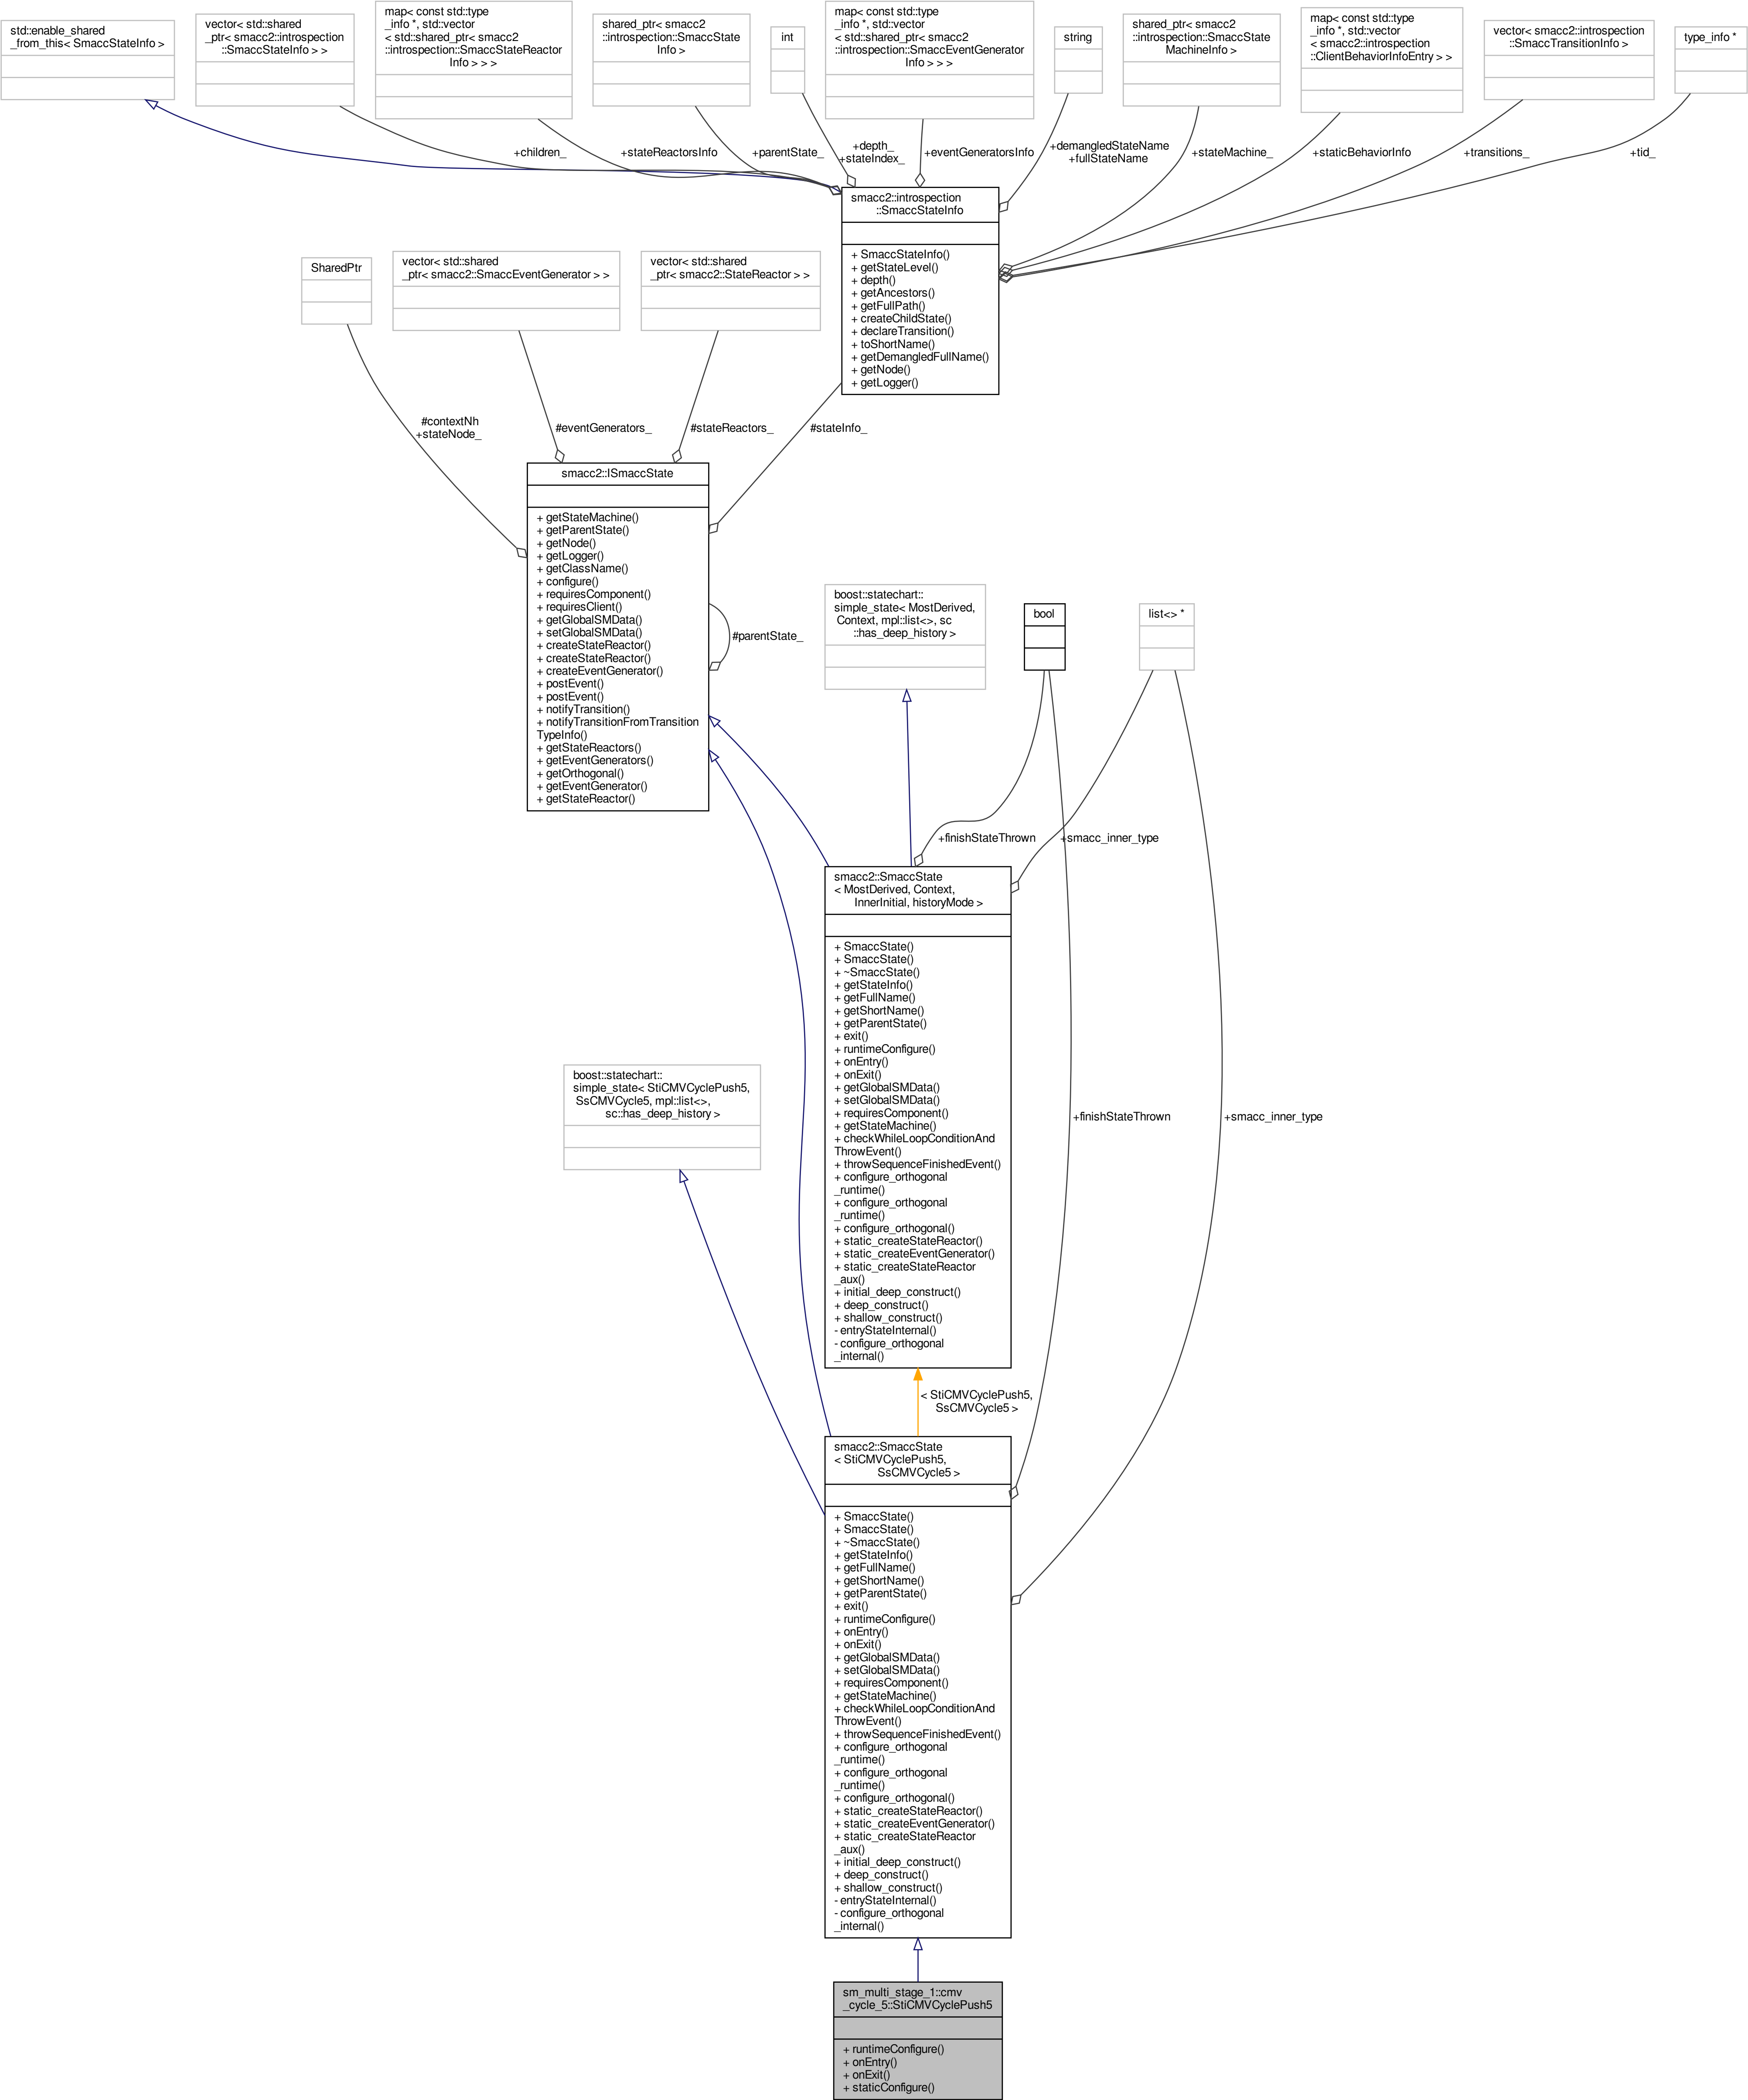 std::enable_shared
_from_this< SmaccStateInfo >
vector< std::shared
_ptr< smacc2::introspection
::SmaccStateInfo > >
map< const std::type
_info *, std::vector
< std::shared_ptr< smacc2
::introspection::SmaccStateReactor
Info > > >
shared_ptr< smacc2
::introspection::SmaccState
Info >
int
map< const std::type
_info *, std::vector
< std::shared_ptr< smacc2
::introspection::SmaccEventGenerator
Info > > >
string
shared_ptr< smacc2
::introspection::SmaccState
MachineInfo >
map< const std::type
_info *, std::vector
< smacc2::introspection
::ClientBehaviorInfoEntry > >
vector< smacc2::introspection
::SmaccTransitionInfo >
type_info *
+children_
+stateReactorsInfo
+parentState_
+depth_
+stateIndex_
+eventGeneratorsInfo
+demangledStateName
+fullStateName
+stateMachine_
+staticBehaviorInfo
+transitions_
+tid_
smacc2::introspection
::SmaccStateInfo
+ SmaccStateInfo()
+ getStateLevel()
+ depth()
+ getAncestors()
+ getFullPath()
+ createChildState()
+ declareTransition()
+ toShortName()
+ getDemangledFullName()
+ getNode()
+ getLogger()
SharedPtr
vector< std::shared
_ptr< smacc2::SmaccEventGenerator > >
vector< std::shared
_ptr< smacc2::StateReactor > >
#contextNh
+stateNode_
#eventGenerators_
#stateReactors_
#stateInfo_
smacc2::ISmaccState
+ getStateMachine()
+ getParentState()
+ getNode()
+ getLogger()
+ getClassName()
+ configure()
+ requiresComponent()
+ requiresClient()
+ getGlobalSMData()
+ setGlobalSMData()
+ createStateReactor()
+ createStateReactor()
+ createEventGenerator()
+ postEvent()
+ postEvent()
+ notifyTransition()
+ notifyTransitionFromTransition
TypeInfo()
+ getStateReactors()
+ getEventGenerators()
+ getOrthogonal()
+ getEventGenerator()
+ getStateReactor()
#parentState_
boost::statechart::
simple_state< MostDerived,
Context, mpl::list<>, sc
::has_deep_history >
bool
list<> *
+finishStateThrown
+smacc_inner_type
smacc2::SmaccState
< MostDerived, Context,
InnerInitial, historyMode >
+ SmaccState()
+ SmaccState()
+ ~SmaccState()
+ getStateInfo()
+ getFullName()
+ getShortName()
+ getParentState()
+ exit()
+ runtimeConfigure()
+ onEntry()
+ onExit()
+ getGlobalSMData()
+ setGlobalSMData()
+ requiresComponent()
+ getStateMachine()
+ checkWhileLoopConditionAnd
ThrowEvent()
+ throwSequenceFinishedEvent()
+ configure_orthogonal
_runtime()
+ configure_orthogonal
_runtime()
+ configure_orthogonal()
+ static_createStateReactor()
+ static_createEventGenerator()
+ static_createStateReactor
_aux()
+ initial_deep_construct()
+ deep_construct()
+ shallow_construct()
- entryStateInternal()
- configure_orthogonal
_internal()
boost::statechart::
simple_state< StiCMVCyclePush5,
SsCMVCycle5, mpl::list<>,
sc::has_deep_history >
+finishStateThrown
+smacc_inner_type
< StiCMVCyclePush5,
SsCMVCycle5 >
smacc2::SmaccState
< StiCMVCyclePush5,
SsCMVCycle5 >
+ SmaccState()
+ SmaccState()
+ ~SmaccState()
+ getStateInfo()
+ getFullName()
+ getShortName()
+ getParentState()
+ exit()
+ runtimeConfigure()
+ onEntry()
+ onExit()
+ getGlobalSMData()
+ setGlobalSMData()
+ requiresComponent()
+ getStateMachine()
+ checkWhileLoopConditionAnd
ThrowEvent()
+ throwSequenceFinishedEvent()
+ configure_orthogonal
_runtime()
+ configure_orthogonal
_runtime()
+ configure_orthogonal()
+ static_createStateReactor()
+ static_createEventGenerator()
+ static_createStateReactor
_aux()
+ initial_deep_construct()
+ deep_construct()
+ shallow_construct()
- entryStateInternal()
- configure_orthogonal
_internal()
sm_multi_stage_1::cmv
_cycle_5::StiCMVCyclePush5
+ runtimeConfigure()
+ onEntry()
+ onExit()
+ staticConfigure()